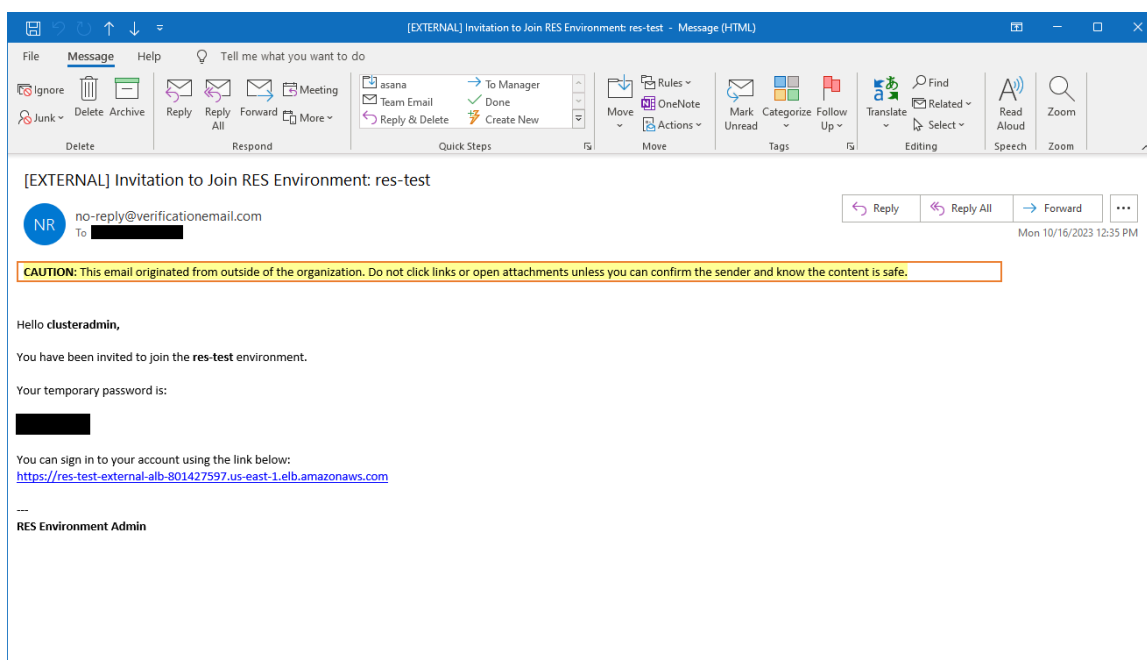 [EXTERNAL] Invitation to Join RES Environment: res-test - Message (HTML)
File Message Help Tell me what you want to do
Ignore
Junk
Delete
Archive
Delete
Reply
Reply All
Forward
Meeting
More
Respond
asana
Team Email
Reply & Delete
To Manager
Done
Create New
Quick Steps
Move
Rules
OneNote
Actions
Move
Mark Unread
Categorize
Follow Up
Tags
Translate
Find
Related
Select
Editing
Read Aloud
Speech
Zoom
Zoom
[EXTERNAL] Invitation to Join RES Environment: res-test
NR
no-reply@verificationemail.com
To
Reply
Reply All
Forward
Mon 10/16/2023 12:35 PM
CAUTION: This email originated from outside of the organization. Do not click links or open attachments unless you can confirm the sender and know the content is safe.
Hello clusteradmin,
You have been invited to join the res-test environment.
Your temporary password is:
You can sign in to your account using the link below:
https://res-test-external-alb-801427597.us-east-1.elb.amazonaws.com
---
RES Environment Admin